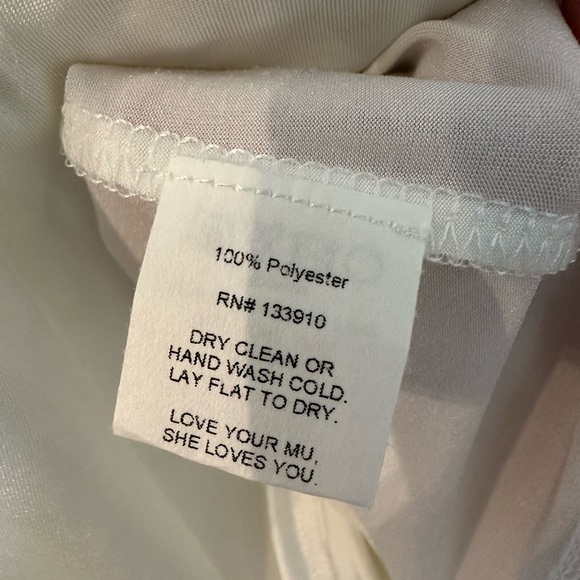 100% Polyester
RN# 133910
DRY CLEAN OR
HAND WASH COLD.
LAY FLAT TO DRY.
LOVE YOUR MU,
SHE LOVES YOU.